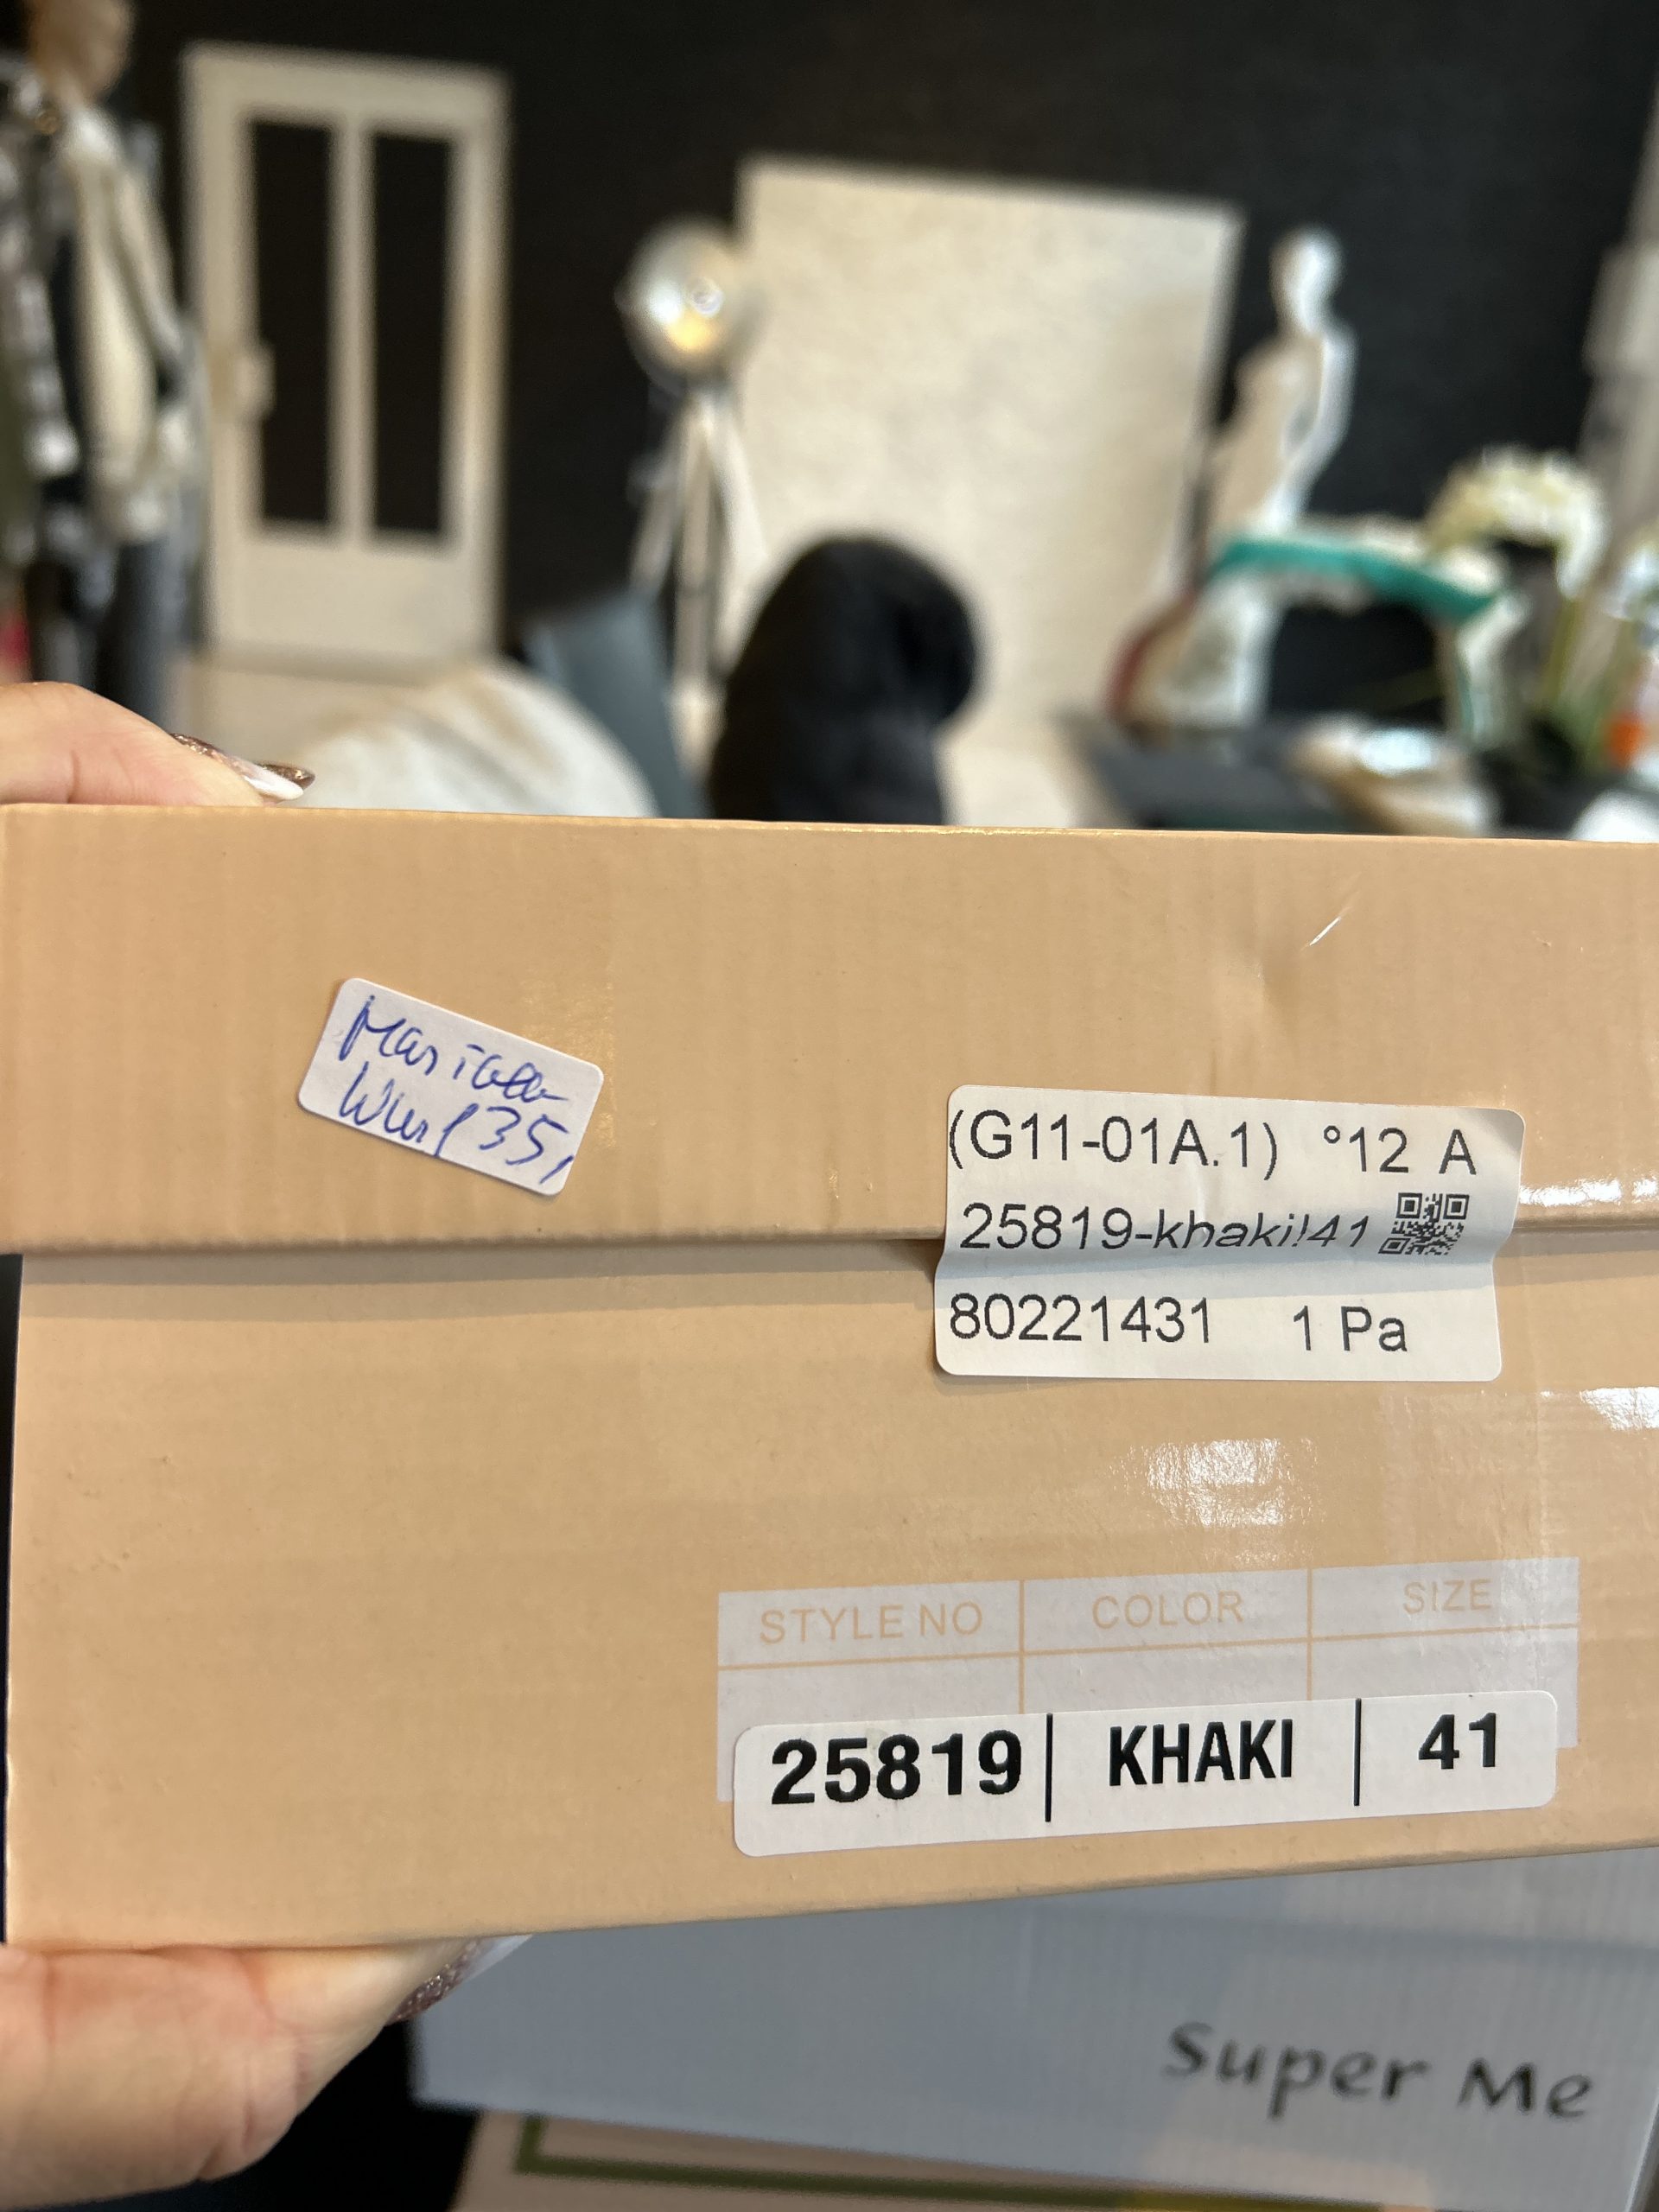 35,
(G11-01A.1) °12 A
25819-khaki!41
80221431 1 Pa
STYLE NO COLOR SIZE
25819 | KHAKI | 41
Super Me